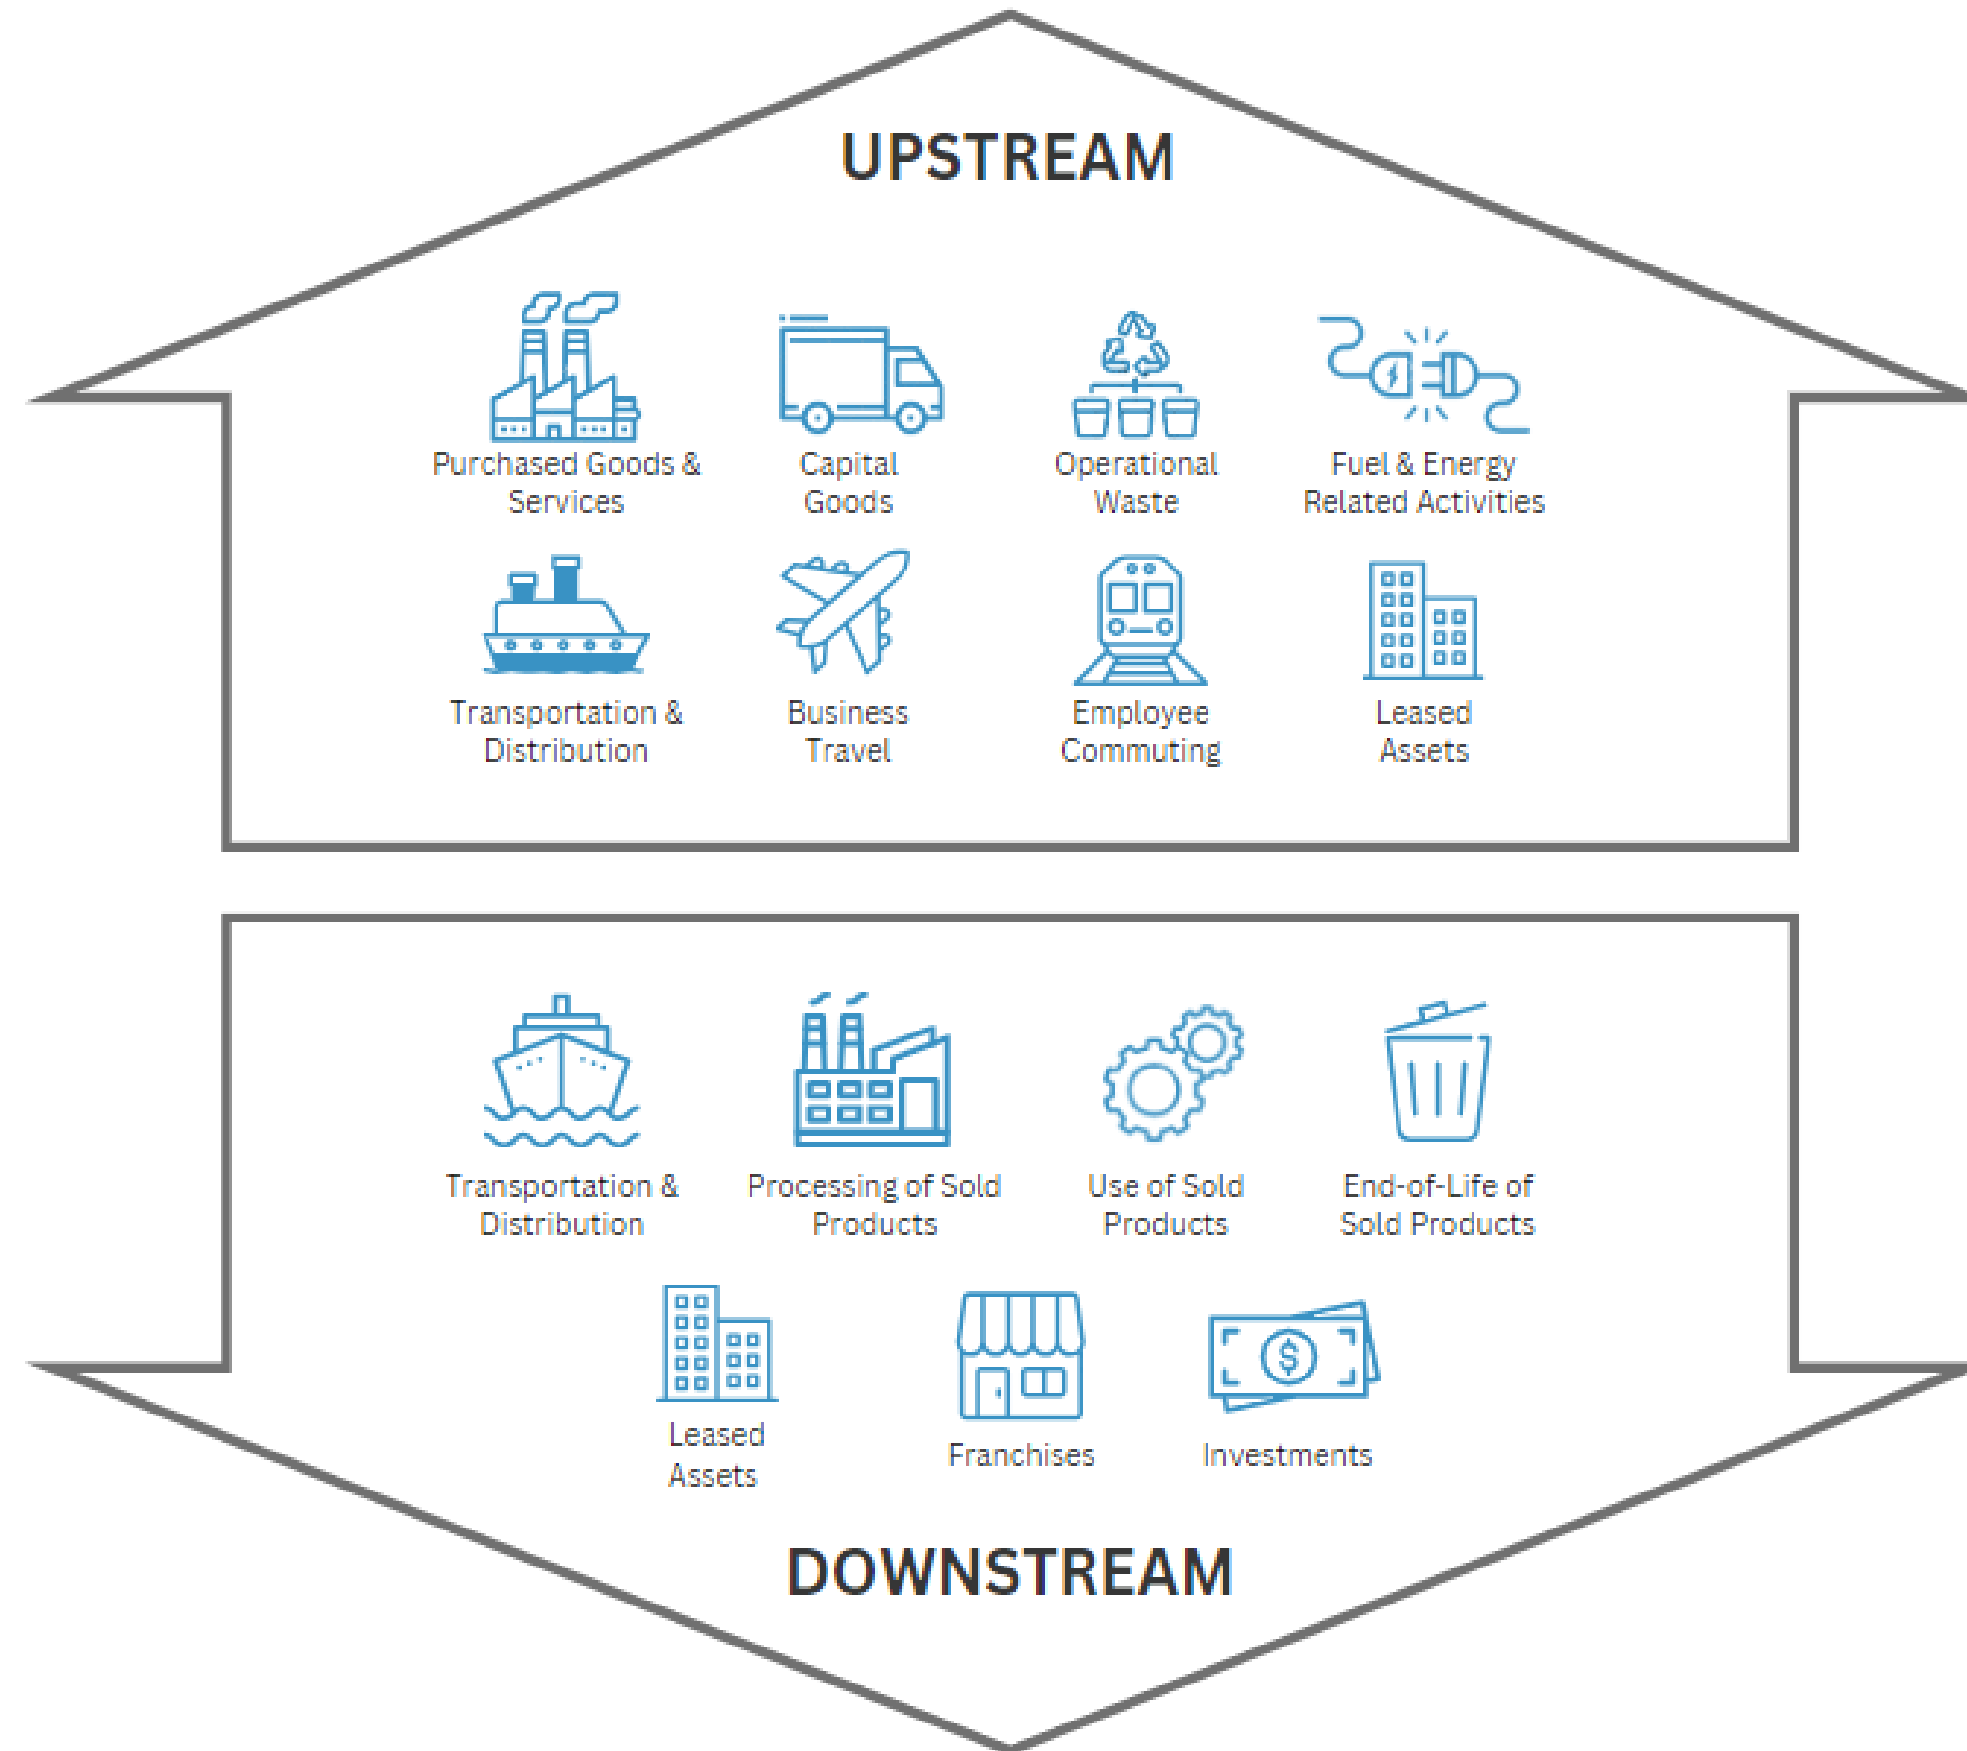 UPSTREAM
Purchased Goods &
Services
Capital
Goods
Operational
Waste
Fuel & Energy
Related Activities
Transportation &
Distribution
Business
Travel
Employee
Commuting
Leased
Assets
Transportation &
Distribution
Processing of Sold
Products
Use of Sold
Products
End-of-Life of
Sold Products
Leased
Assets
Franchises
Investments
DOWNSTREAM